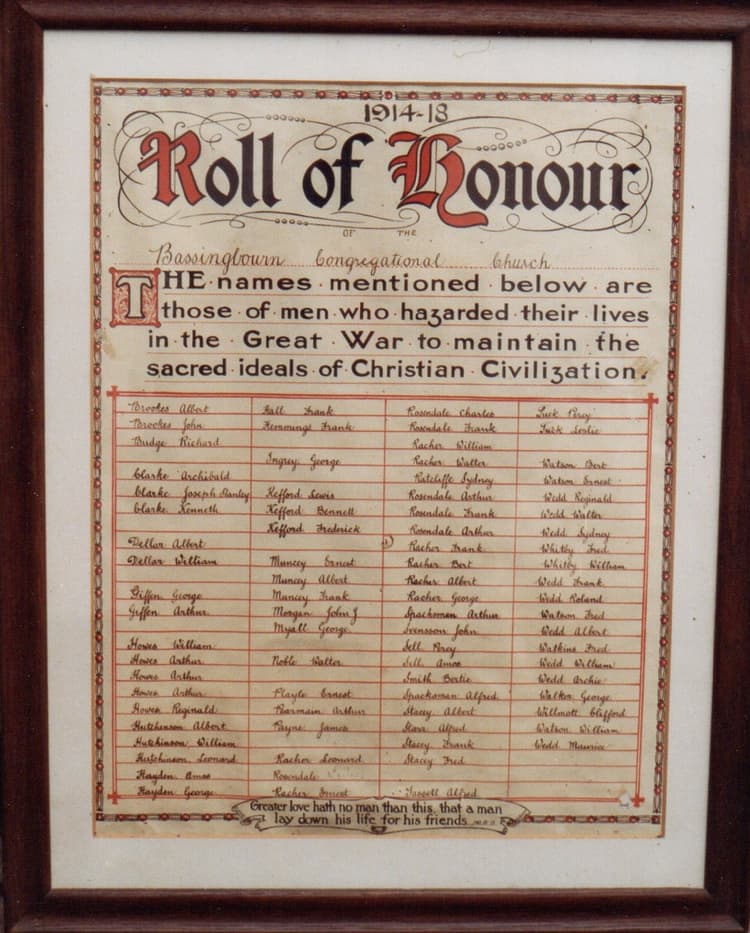 1914-18
Roll of Honour
OF THE
Bassingbourn Congregational Church
THE names mentioned below are
those of men who hazarded their lives
in the Great War to maintain the
sacred ideals of Christian Civilization.
Brookes Albert
Brookes John
Budge Richard
Clarke Archibald
Clarke Joseph Stanley
Clarke Kenneth
Dellar Albert
Dellar William
Giffen George
Giffen Arthur
Howes William
Howes Arthur
Howes Arthur
Howes Arthur
Howes Reginald
Hutchinson Albert
Hutchinson William
Hutchinson Leonard
Hayden Amos
Hayden George
Hall Frank
Hemmings Frank
Ingrey George
Kefford Lewis
Kefford Bennett
Kefford Frederick
Muncey Ernest
Muncey Albert
Muncey Frank
Morgan John J
Myall George
Noble Walter
Playle Ernest
Pearmain Arthur
Payne James
Racher Leonard
Rosendale
Racher Ernest
Rosendale Charles
Rosendale Frank
Racher William
Racher Walter
Ratcliffe Sydney
Rosendale Arthur
Rosendale Frank
Rosendale Arthur
Racher Frank
Racher Bert
Racher Albert
Racher George
Spacksman Arthur
Svensson John
Sell Percy
Sell Amos
Smith Bertie
Spacksman Alfred
Stacey Albert
Starr Alfred
Stacey Frank
Stacey Fred
Tassell Alfred
Tuck Percy
Tuck Leslie
Watson Bert
Watson Ernest
Wedd Reginald
Wedd Walter
Wedd Sydney
Whitby Fred
Whitby William
Wedd Frank
Wedd Roland
Watson Fred
Wedd Albert
Watkins Fred
Wedd William
Wedd Archie
Walker George
Willmott Clifford
Watson William
Wedd Maurice
Greater love hath no man than this, that a man
lay down his life for his friends